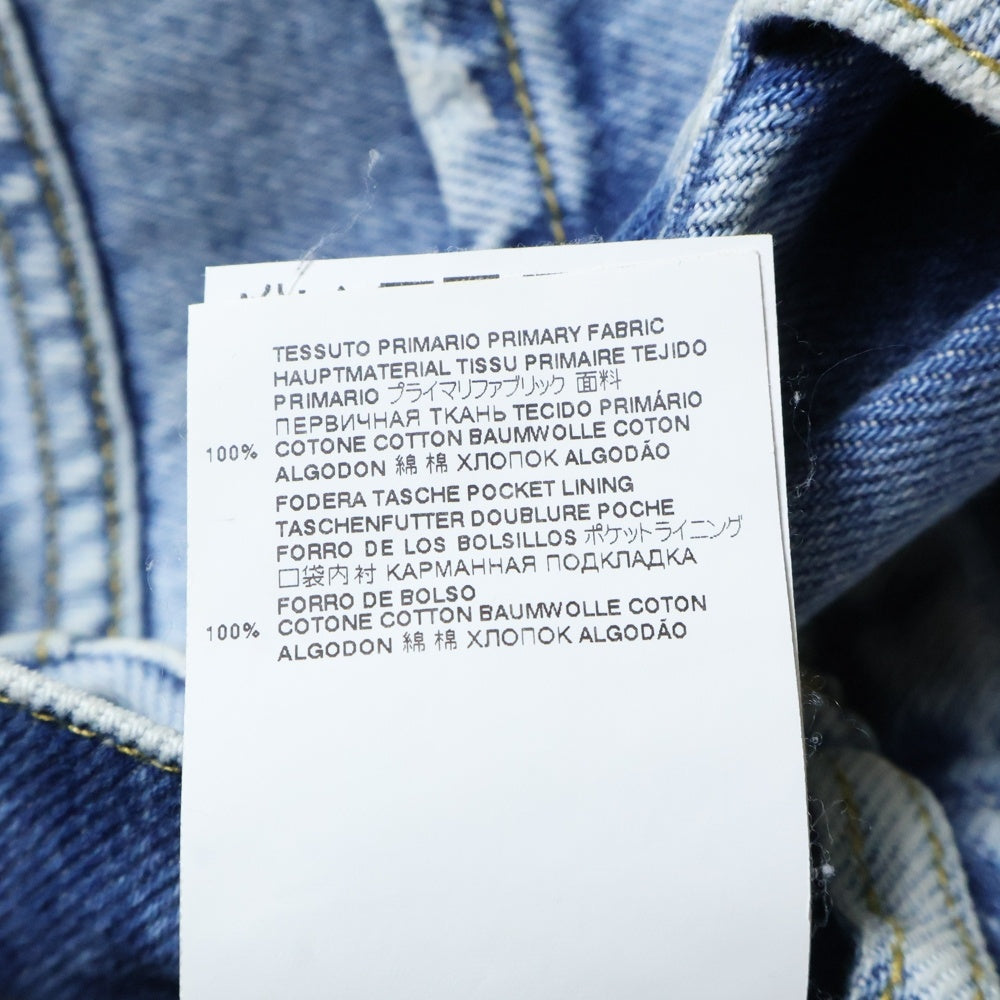 TESSUTO PRIMARIO PRIMARY FABRIC
HAUPTMATERIAL TISSU PRIMAIRE TEJIDO
PRIMARIO プライマリファブリック 面料
ПЕРВИЧНАЯ ТКАНЬ TECIDO PRIMÁRIO
100% COTONE COTTON BAUMWOLLE COTON
ALGODON 綿 棉 ХЛОПОК ALGODÃO
FODERA TASCHE POCKET LINING
TASCHENFUTTER DOUBLURE POCHE
FORRO DE LOS BOLSILLOS ポケットライニング
口袋内衬 КАРМАННАЯ ПОДКЛАДКА
FORRO DE BOLSO
100% COTONE COTTON BAUMWOLLE COTON
ALGODON 綿 棉 ХЛОПОК ALGODÃO